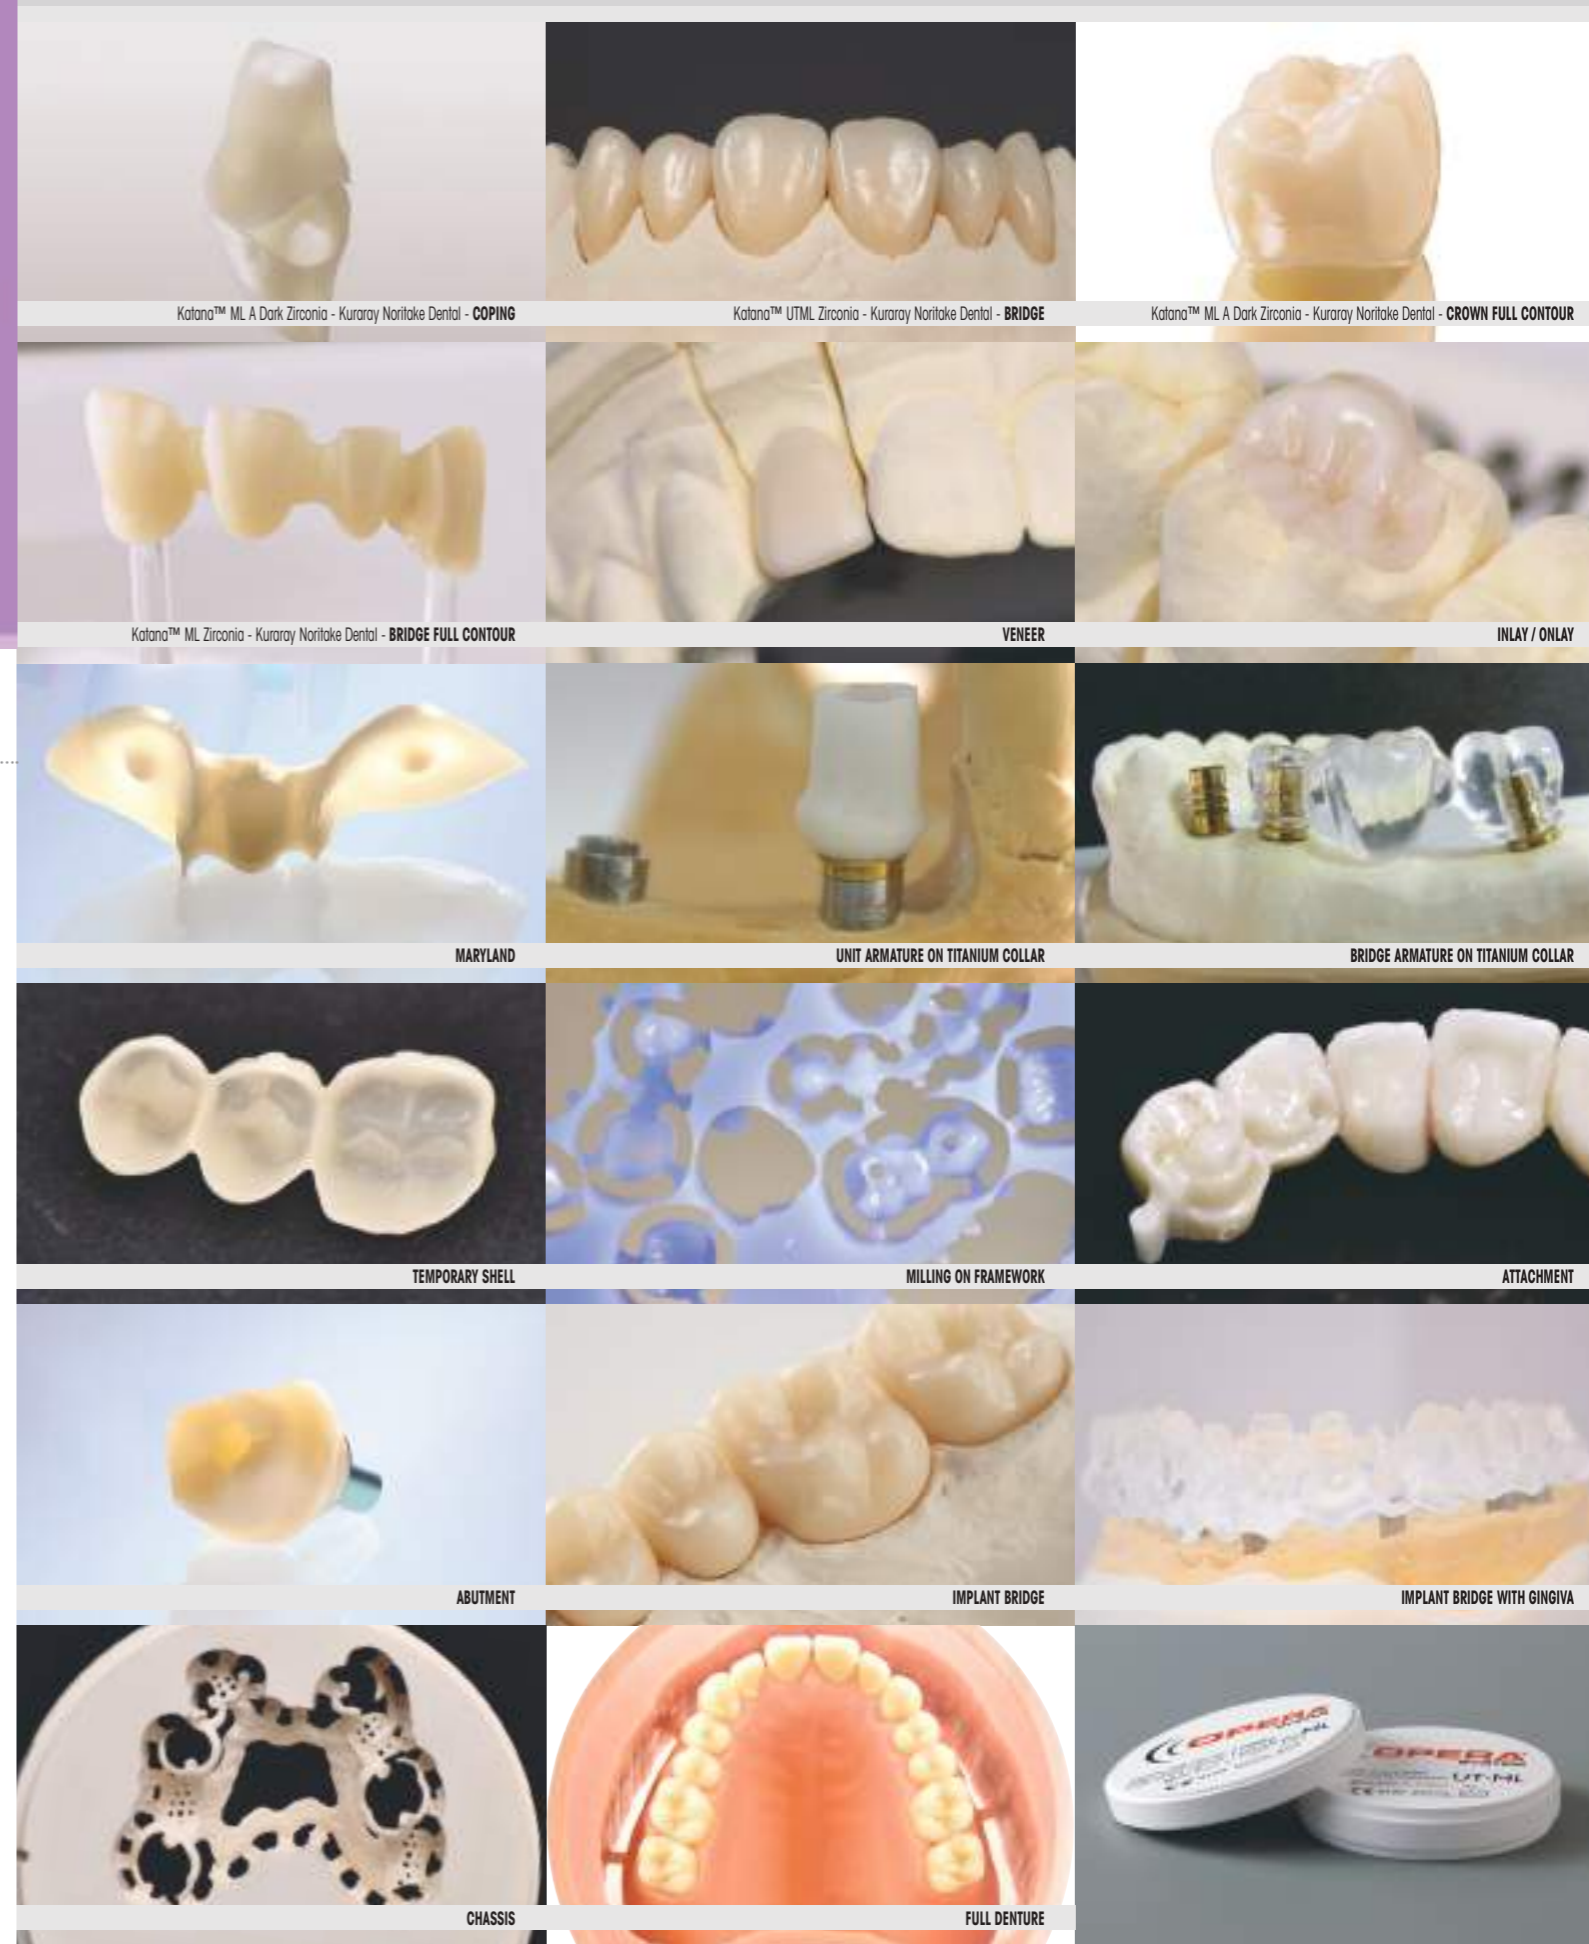 Katana™ ML A Dark Zirconia - Kuraray Noritake Dental - COPING
Katana™ UTML Zirconia - Kuraray Noritake Dental - BRIDGE
Katana™ ML A Dark Zirconia - Kuraray Noritake Dental - CROWN FULL CONTOUR
Katana™ ML Zirconia - Kuraray Noritake Dental - BRIDGE FULL CONTOUR
VENEER
INLAY / ONLAY
MARYLAND
UNIT ARMATURE ON TITANIUM COLLAR
BRIDGE ARMATURE ON TITANIUM COLLAR
TEMPORARY SHELL
MILLING ON FRAMEWORK
ATTACHMENT
ABUTMENT
IMPLANT BRIDGE
IMPLANT BRIDGE WITH GINGIVA
OPERA
ML
OPERA
SYSTEM
UT-ML
CHASSIS
FULL DENTURE